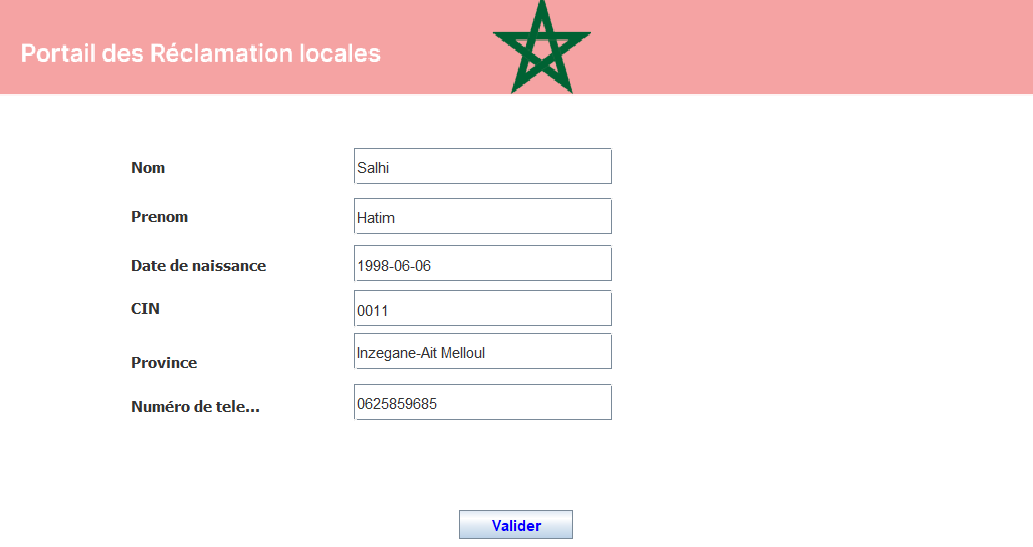 Portail des Réclamation locales
Nom
Salhi
Prenom
Hatim
Date de naissance
1998-06-06
CIN
0011
Province
Inzegane-Ait Melloul
Numéro de tele...
0625859685
Valider